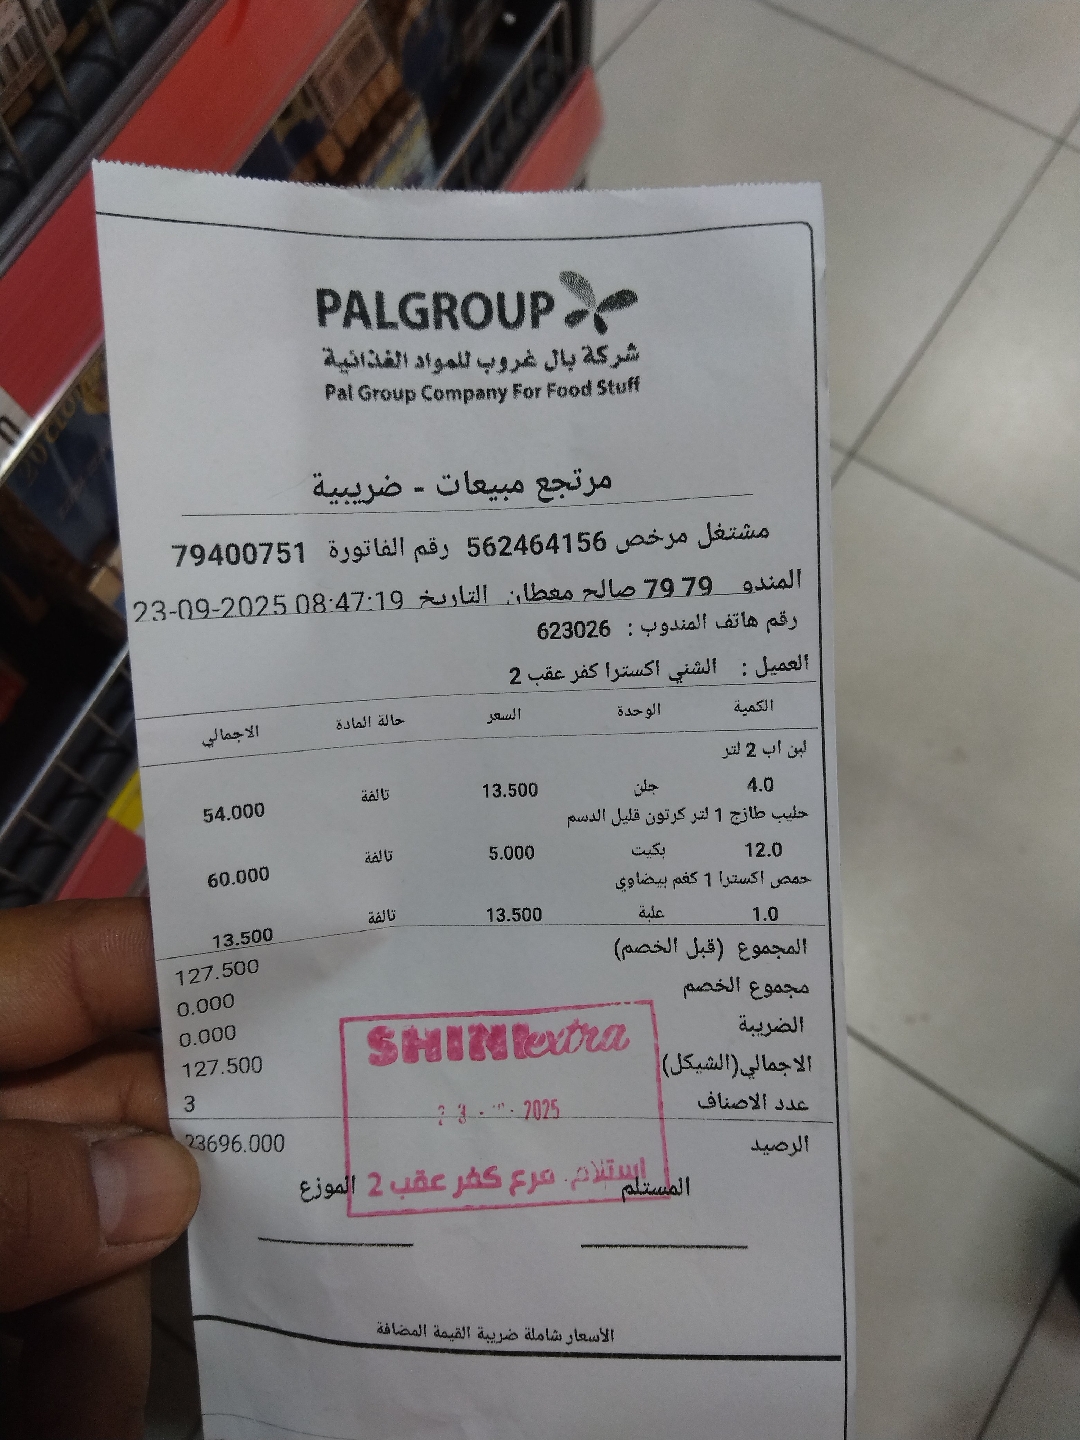 PALGROUP
شركة بال غروب للمواد الغذائية
Pal Group Company For Food Stuff
مرتجع مبيعات - ضريبية
مشتغل مرخص 562464156 رقم الفاتورة 79400751
المندو 79 79 صالح معطان التاريخ 23-09-2025 08:47:19
رقم هاتف المندوب : 623026
العميل : الشني اكسترا كفر عقب 2
الكمية الوحدة السعر حالة المادة الاجمالي
لبن اب 2 لتر
4.0 جلن 13.500 تالفة 54.000
حليب طازج 1 لتر كرتون قليل الدسم
12.0 بكيت 5.000 تالفة 60.000
حمص اكسترا 1 كغم بيضاوي
1.0 علبة 13.500 تالفة 13.500
المجموع (قبل الخصم) 127.500
مجموع الخصم 0.000
الضريبة 0.000
الاجمالي(الشيكل) 127.500
عدد الاصناف 3
الرصيد 23696.000
SHINI extra
2025
استلام فرع كفر عقب 2
المستلم الموزع
الأسعار شاملة ضريبة القيمة المضافة